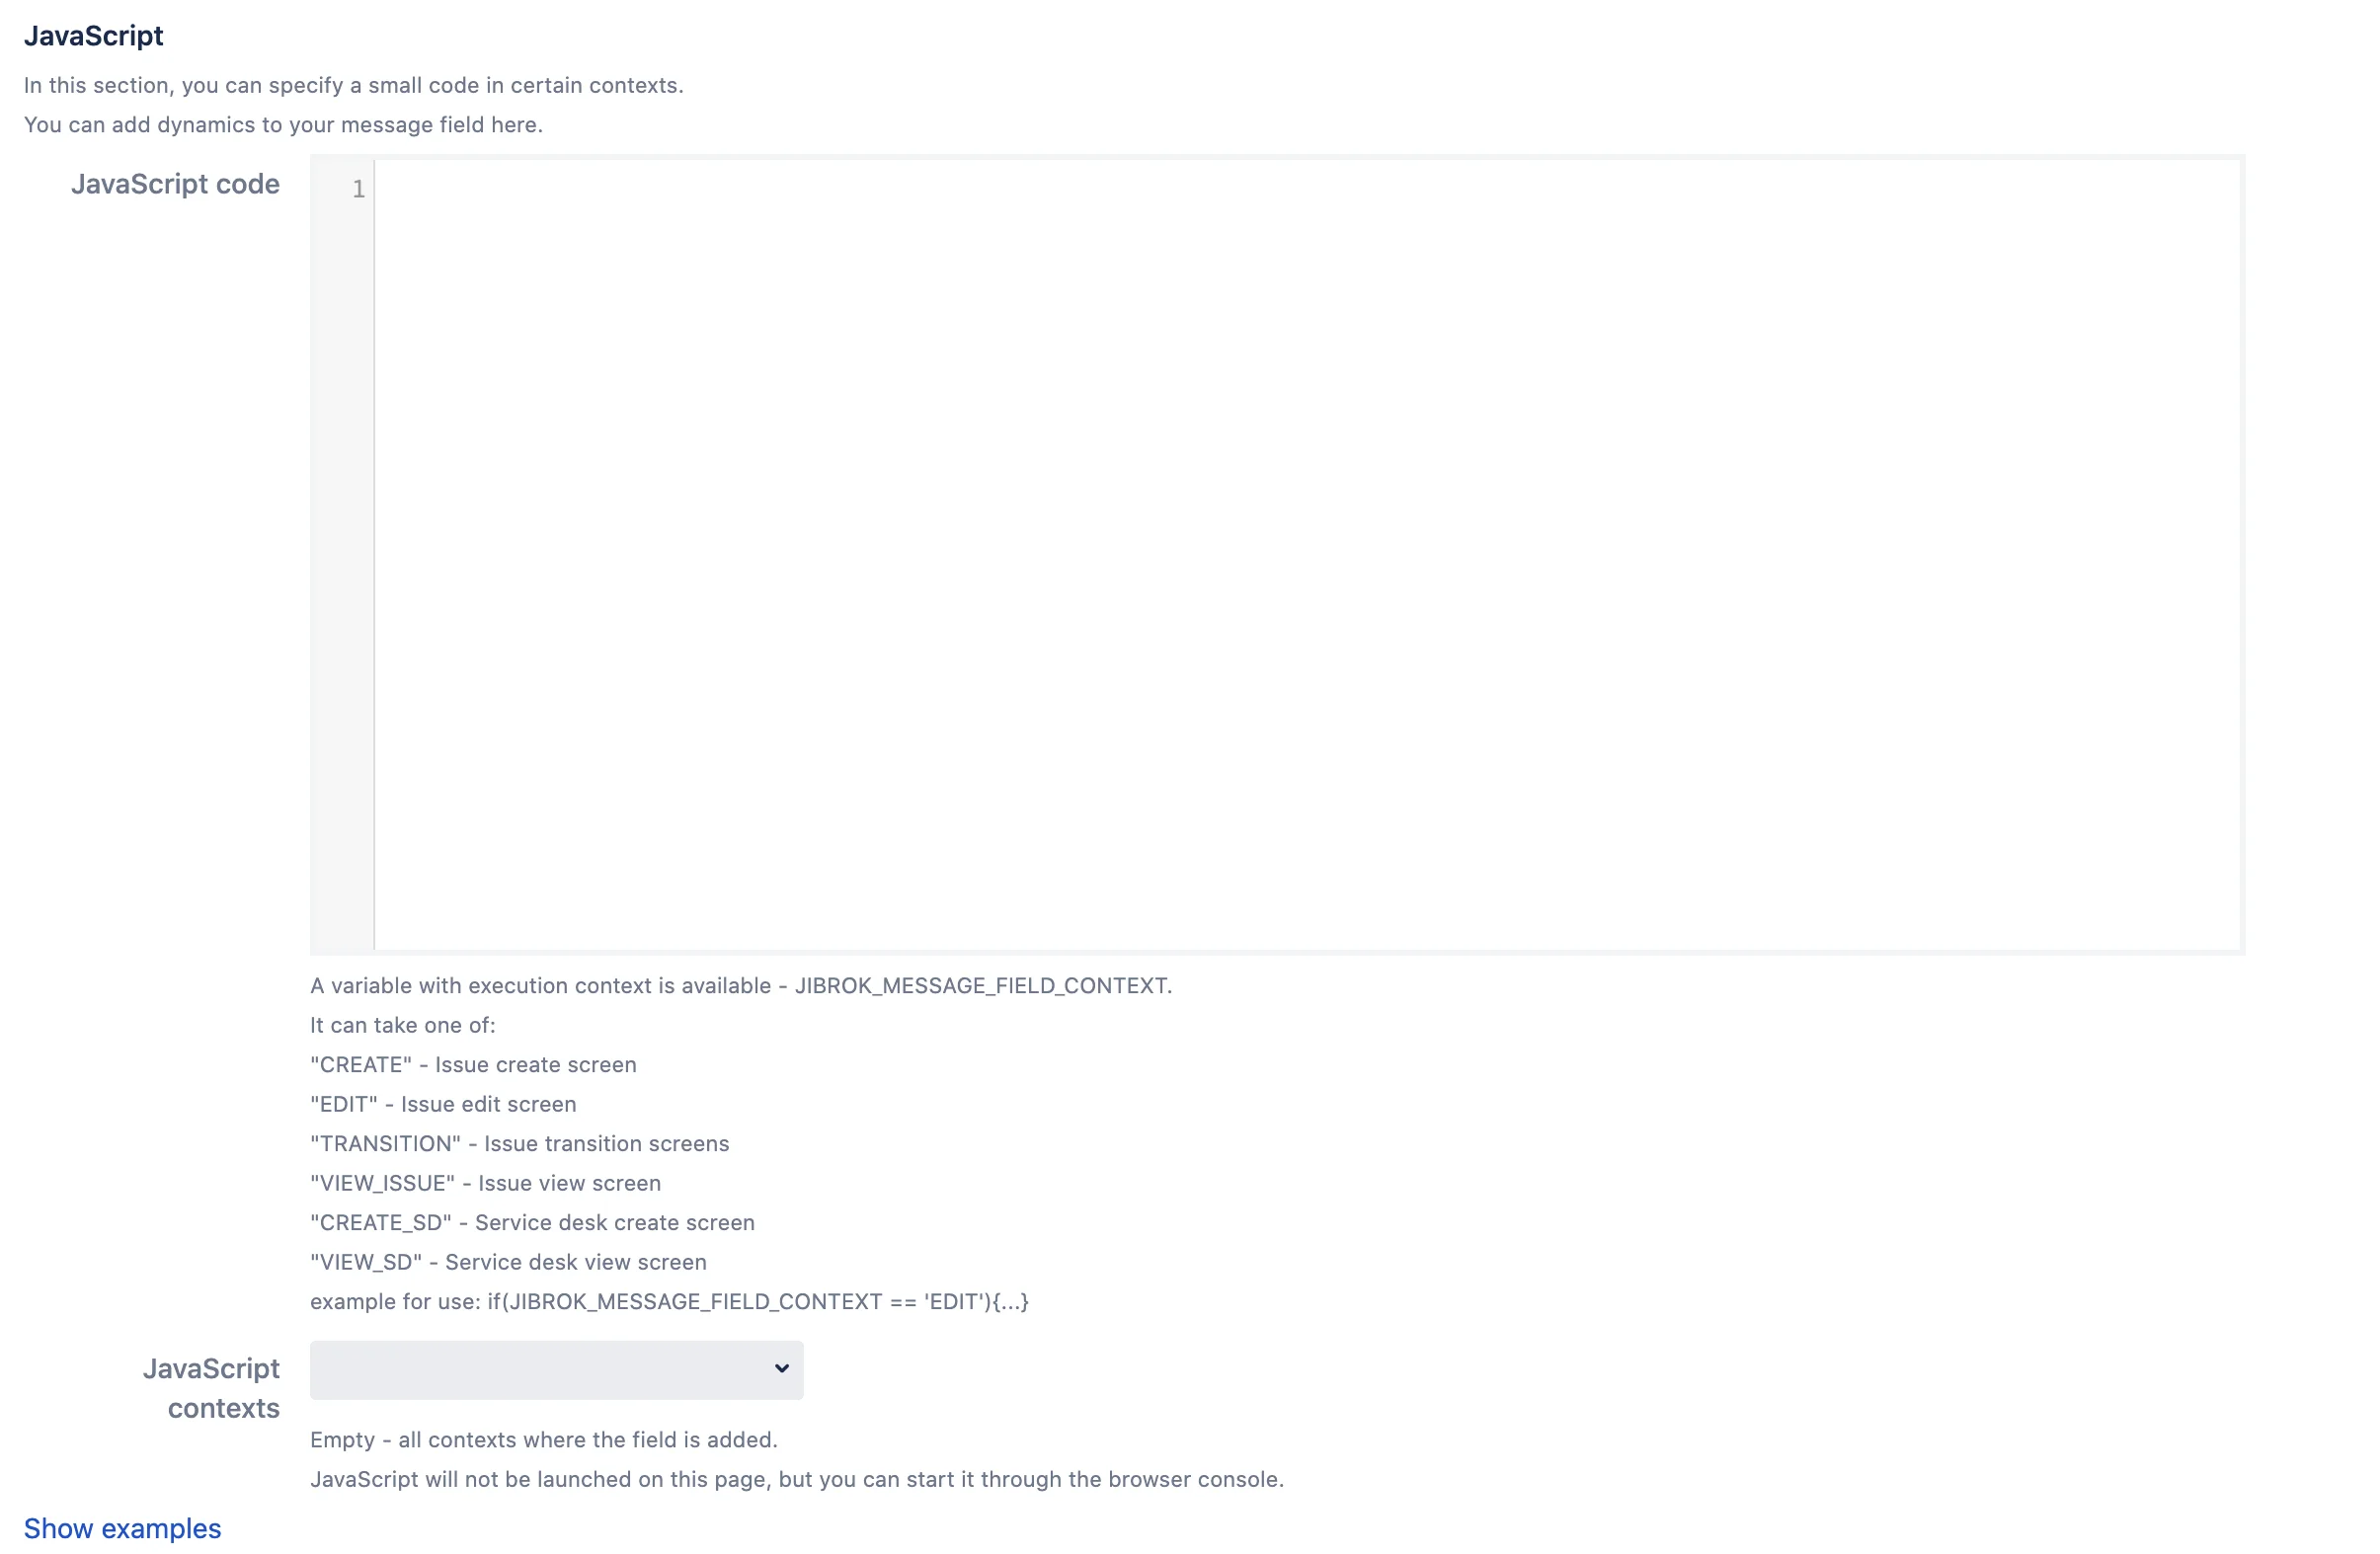 JavaScript
In this section, you can specify a small code in certain contexts.
You can add dynamics to your message field here.
JavaScript code
1
A variable with execution context is available - JIBROK_MESSAGE_FIELD_CONTEXT.
It can take one of:
"CREATE" - Issue create screen
"EDIT" - Issue edit screen
"TRANSITION" - Issue transition screens
"VIEW_ISSUE" - Issue view screen
"CREATE_SD" - Service desk create screen
"VIEW_SD" - Service desk view screen
example for use: if(JIBROK_MESSAGE_FIELD_CONTEXT == 'EDIT'){...}
JavaScript
contexts
Empty - all contexts where the field is added.
JavaScript will not be launched on this page, but you can start it through the browser console.
Show examples